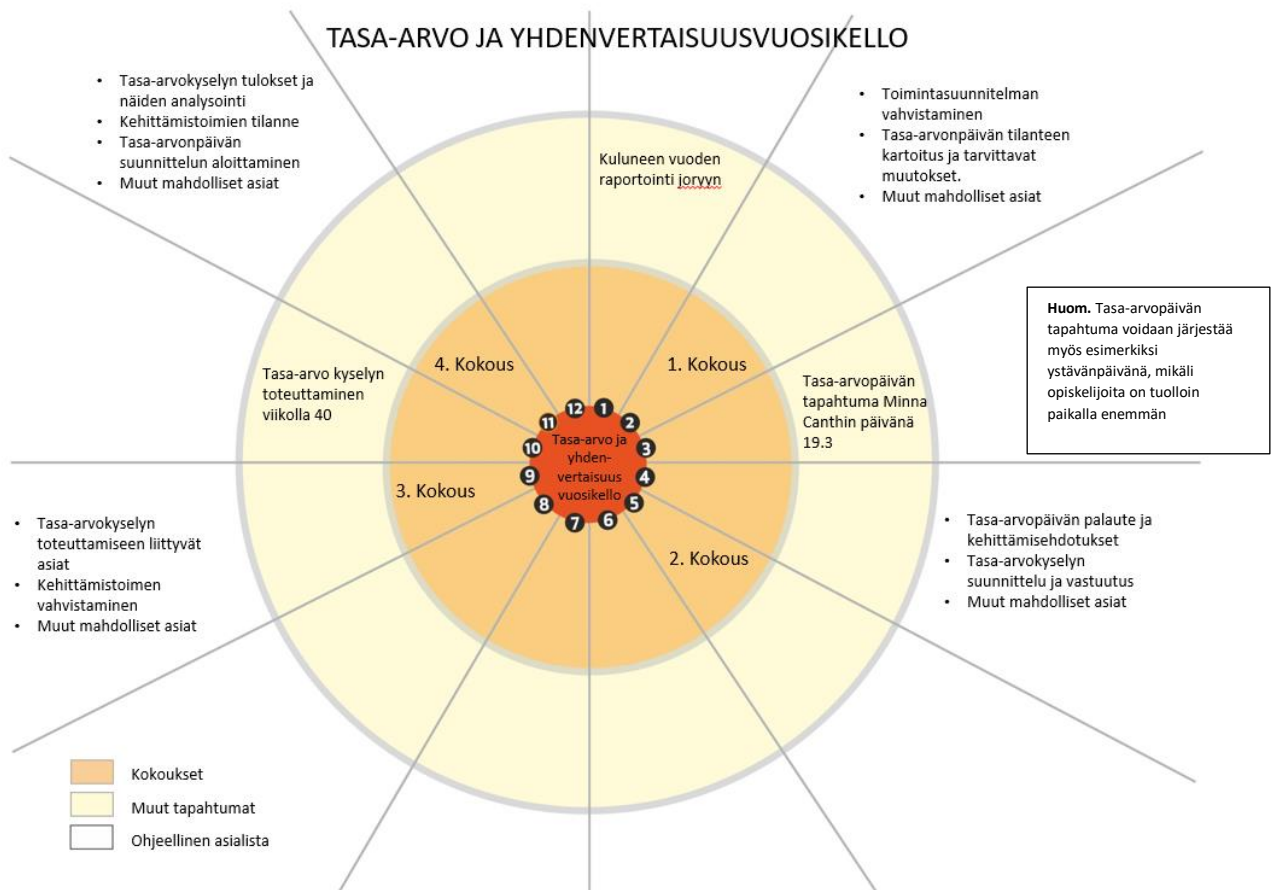 TASA-ARVO JA YHDENVERTAISUUSVUOSIKELLO
• Tasa-arvokyselyn tulokset ja
näiden analysointi
• Kehittämistoimien tilanne
• Tasa-arvonpäivän
suunnittelun aloittaminen
• Muut mahdolliset asiat
Kuluneen vuoden
raportointi joryyn
• Toimintasuunnitelman
vahvistaminen
• Tasa-arvonpäivän tilanteen
kartoitus ja tarvittavat
muutokset.
• Muut mahdolliset asiat
Huom. Tasa-arvopäivän
tapahtuma voidaan järjestää
myös esimerkiksi
ystävänpäivänä, mikäli
opiskelijoita on tuolloin
paikalla enemmän
Tasa-arvo kyselyn
toteuttaminen
viikolla 40
4. Kokous
1. Kokous
Tasa-arvopäivän
tapahtuma Minna
Canthin päivänä
19.3
12
1
2
3
4
5
6
7
8
9
10
11
Tasa-arvo ja
yhden-
vertaisuus
vuosikello
3. Kokous
2. Kokous
• Tasa-arvokyselyn
toteuttamiseen liittyvät
asiat
• Kehittämistoimen
vahvistaminen
• Muut mahdolliset asiat
• Tasa-arvopäivän palaute ja
kehittämisehdotukset
• Tasa-arvokyselyn
suunnittelu ja vastuutus
• Muut mahdolliset asiat
Kokoukset
Muut tapahtumat
Ohjeellinen asialista